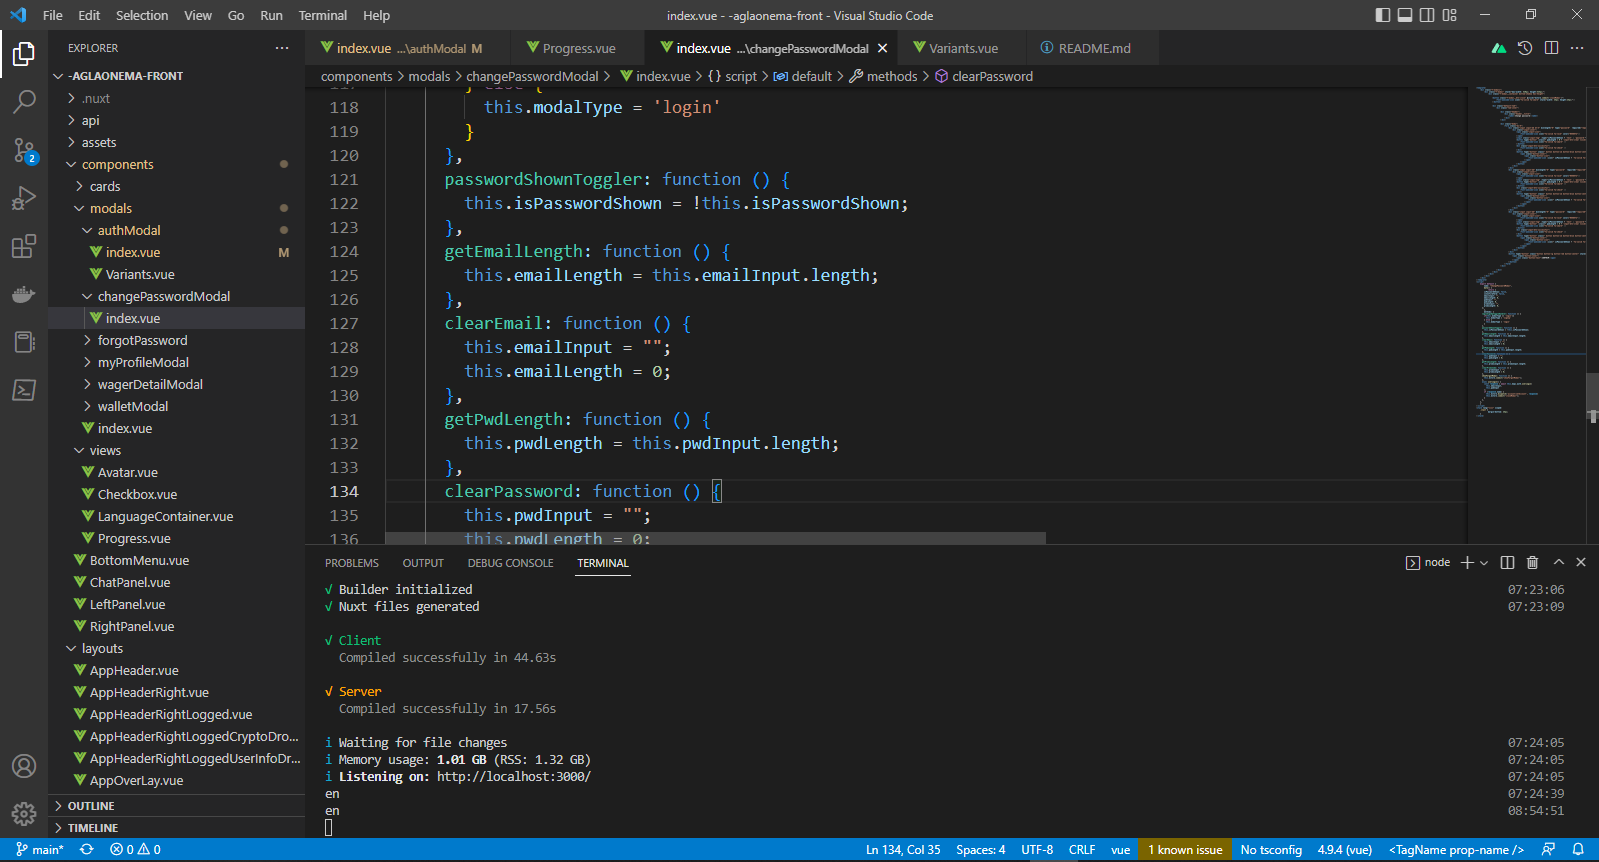 File Edit Selection View Go Run Terminal Help index.vue - -aglaonema-front - Visual Studio Code
EXPLORER
-AGLAONEMA-FRONT
.nuxt
api
assets
components
cards
modals
authModal
index.vue M
Variants.vue
changePasswordModal
index.vue
forgotPassword
myProfileModal
wagerDetailModal
walletModal
index.vue
views
Avatar.vue
Checkbox.vue
LanguageContainer.vue
Progress.vue
BottomMenu.vue
ChatPanel.vue
LeftPanel.vue
RightPanel.vue
layouts
AppHeader.vue
AppHeaderRight.vue
AppHeaderRightLogged.vue
AppHeaderRightLoggedCryptoDro...
AppHeaderRightLoggedUserInfoDr...
AppOverLay.vue
OUTLINE
TIMELINE
2
index.vue ...\authModal M Progress.vue index.vue ...\changePasswordModal Variants.vue README.md
components > modals > changePasswordModal > index.vue > {} script > default > methods > clearPassword
117 } else {
118 this.modalType = 'login'
119 }
120 },
121 passwordShownToggler: function () {
122 this.isPasswordShown = !this.isPasswordShown;
123 },
124 getEmailLength: function () {
125 this.emailLength = this.emailInput.length;
126 },
127 clearEmail: function () {
128 this.emailInput = "";
129 this.emailLength = 0;
130 },
131 getPwdLength: function () {
132 this.pwdLength = this.pwdInput.length;
133 },
134 clearPassword: function () {
135 this.pwdInput = "";
136 this.pwdLength = 0;
PROBLEMS OUTPUT DEBUG CONSOLE TERMINAL node
√ Builder initialized 07:23:06
√ Nuxt files generated 07:23:09
√ Client
Compiled successfully in 44.63s
√ Server
Compiled successfully in 17.56s
i Waiting for file changes 07:24:05
i Memory usage: 1.01 GB (RSS: 1.32 GB) 07:24:05
i Listening on: http://localhost:3000/ 07:24:05
en 07:24:39
en 08:54:51
main* 0 0 Ln 134, Col 35 Spaces: 4 UTF-8 CRLF vue 1 known issue No tsconfig 4.9.4 (vue) <TagName prop-name />